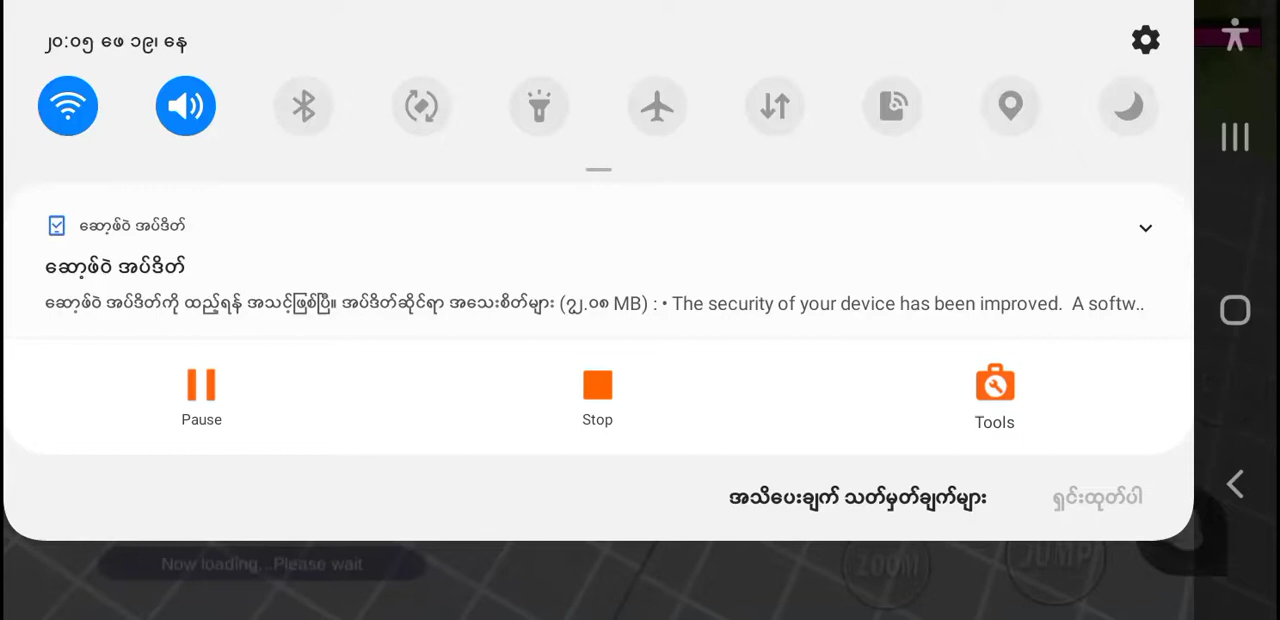 ၂၀:၀၅ ဖေ ၁၉၊ နေ
ဆော့ဖ်ဝဲ အပ်ဒိတ်
ဆော့ဖ်ဝဲ အပ်ဒိတ်
ဆော့ဖ်ဝဲ အပ်ဒိတ်ကို ထည့်ရန် အသင့်ဖြစ်ပြီ။ အပ်ဒိတ်ဆိုင်ရာ အသေးစိတ်များ (၇၂.၀၈ MB) : • The security of your device has been improved. A softw..
Pause
Stop
Tools
အသိပေးချက် သတ်မှတ်ချက်များ
ရှင်းထုတ်ပါ
Now loading. Please wait
ZOOM
JUMP